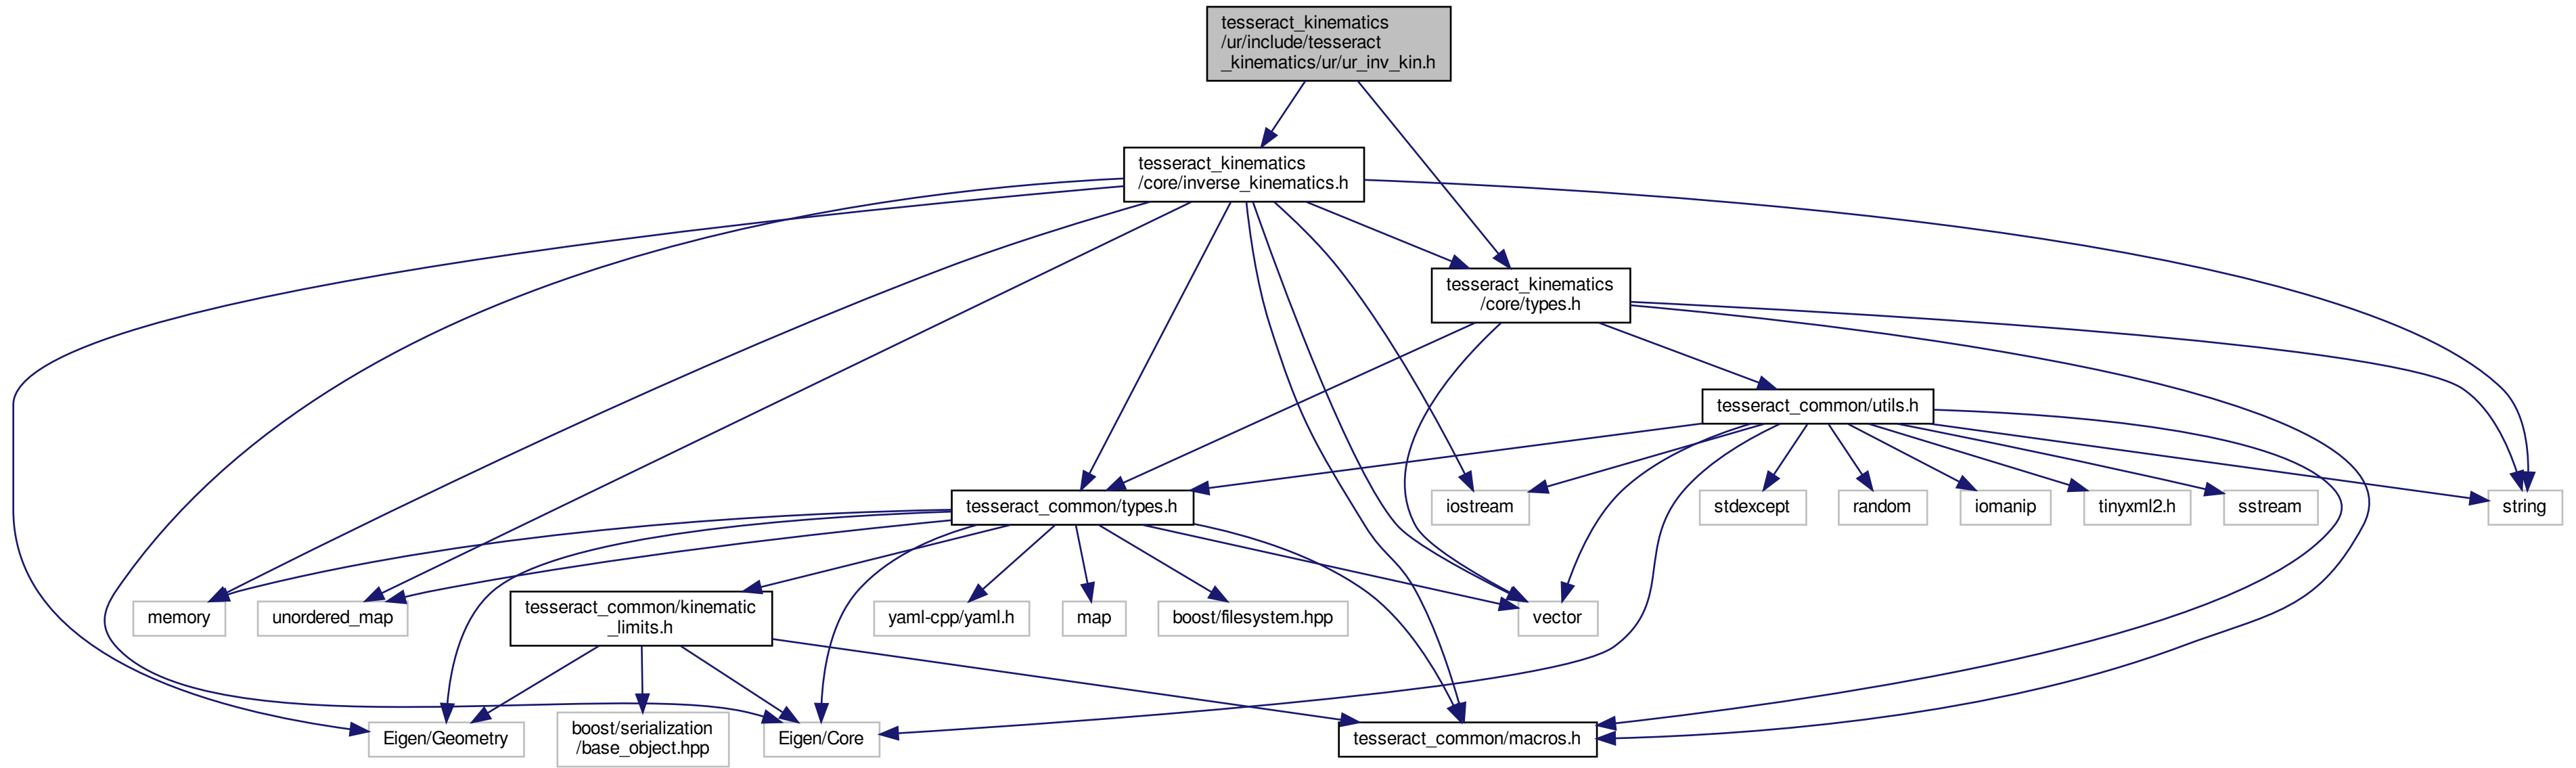 tesseract_kinematics
/ur/include/tesseract
_kinematics/ur/ur_inv_kin.h
tesseract_kinematics
/core/inverse_kinematics.h
tesseract_kinematics
/core/types.h
tesseract_common/utils.h
tesseract_common/types.h
iostream
stdexcept
random
iomanip
tinyxml2.h
sstream
string
memory
unordered_map
tesseract_common/kinematic
_limits.h
yaml-cpp/yaml.h
map
boost/filesystem.hpp
vector
Eigen/Geometry
boost/serialization
/base_object.hpp
Eigen/Core
tesseract_common/macros.h